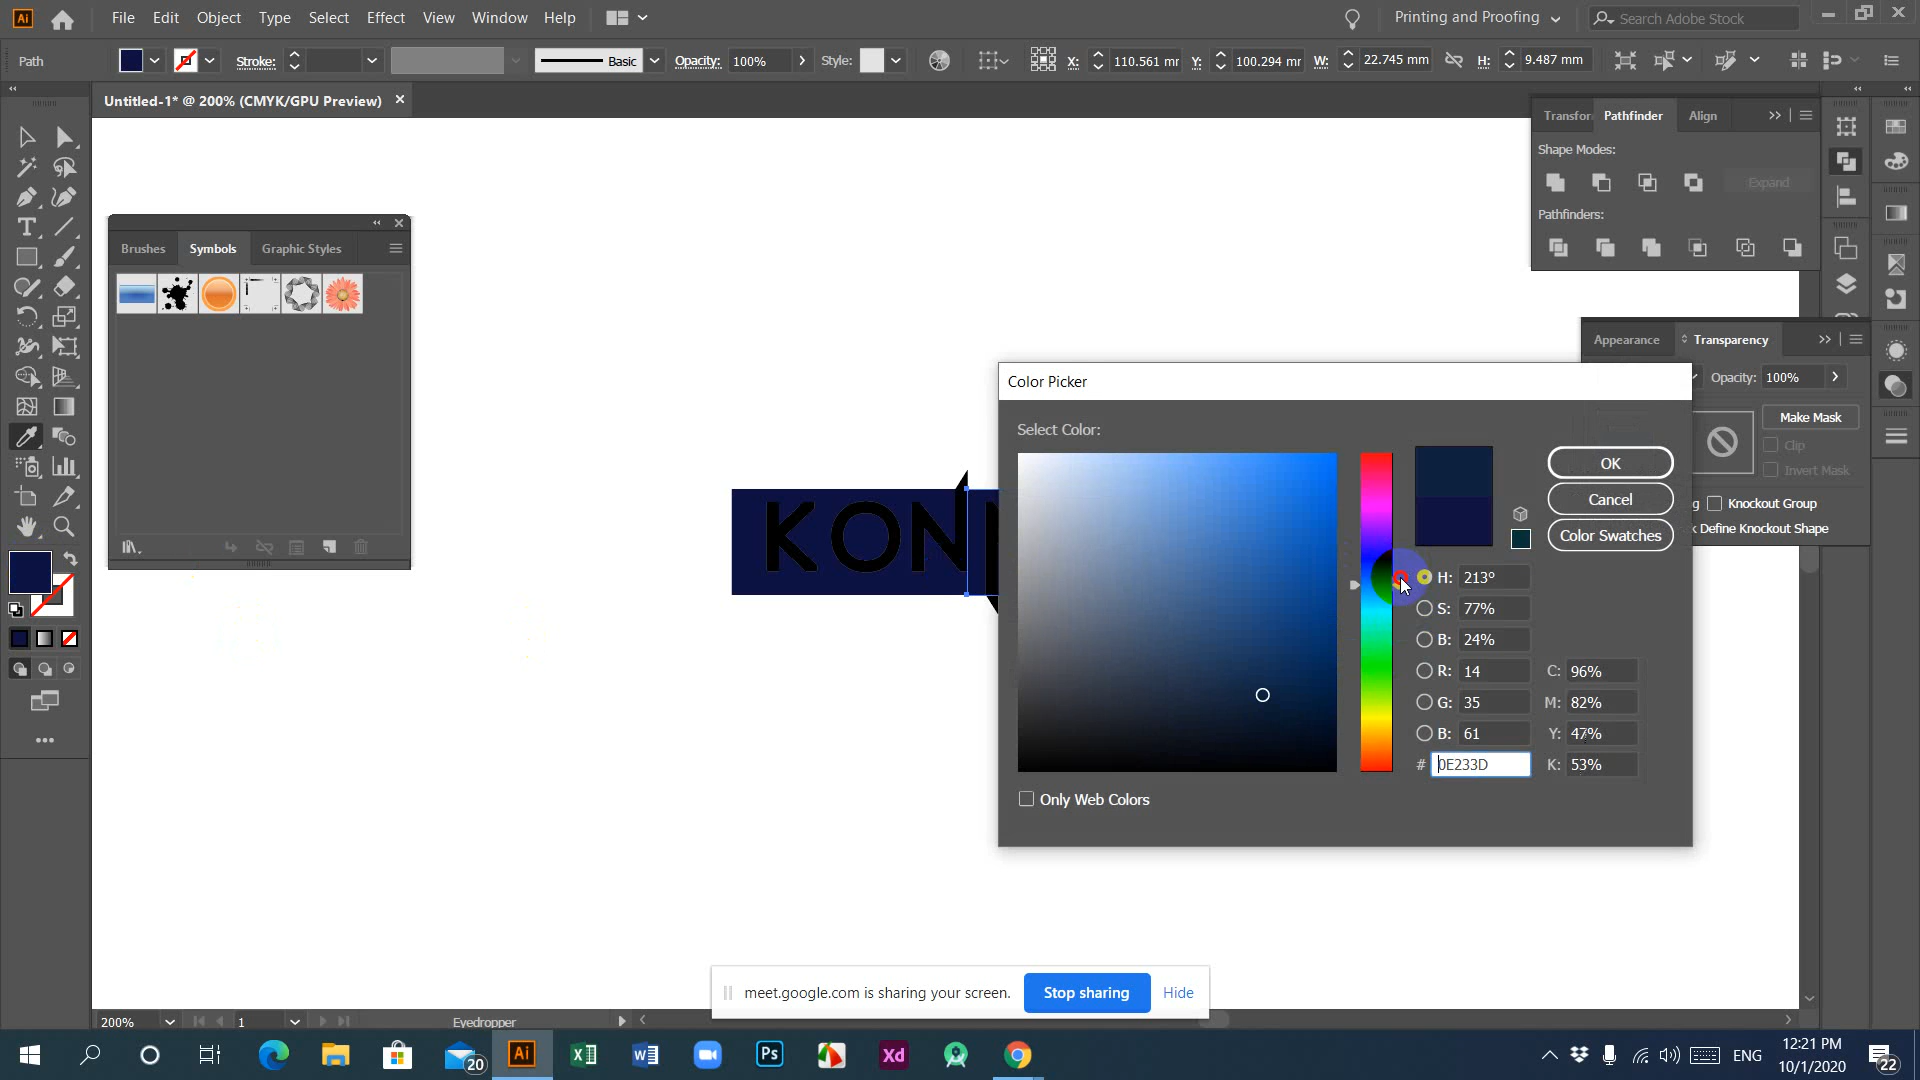 Ai File Edit Object Type Select Effect View Window Help Printing and Proofing Search Adobe Stock
Path Stroke: Basic Opacity: 100% Style: X: 110.561 mr Y: 100.294 mr W: 22.745 mm H: 9.487 mm
Untitled-1* @ 200% (CMYK/GPU Preview)
Transfor Pathfinder Align
Shape Modes:
Expand
Pathfinders:
Brushes Symbols Graphic Styles
Appearance Transparency
Opacity: 100%
Make Mask
Clip
Invert Mask
Knockout Group
Define Knockout Shape
KON
Color Picker
Select Color:
OK
Cancel
Color Swatches
H: 213º
S: 77%
B: 24%
R: 14 C: 96%
G: 35 M: 82%
B: 61 Y: 47%
# 0E233D K: 53%
Only Web Colors
meet.google.com is sharing your screen. Stop sharing Hide
200% 1 Eyedropper
20 Ai Ps Xd ENG 12:21 PM
10/1/2020 22